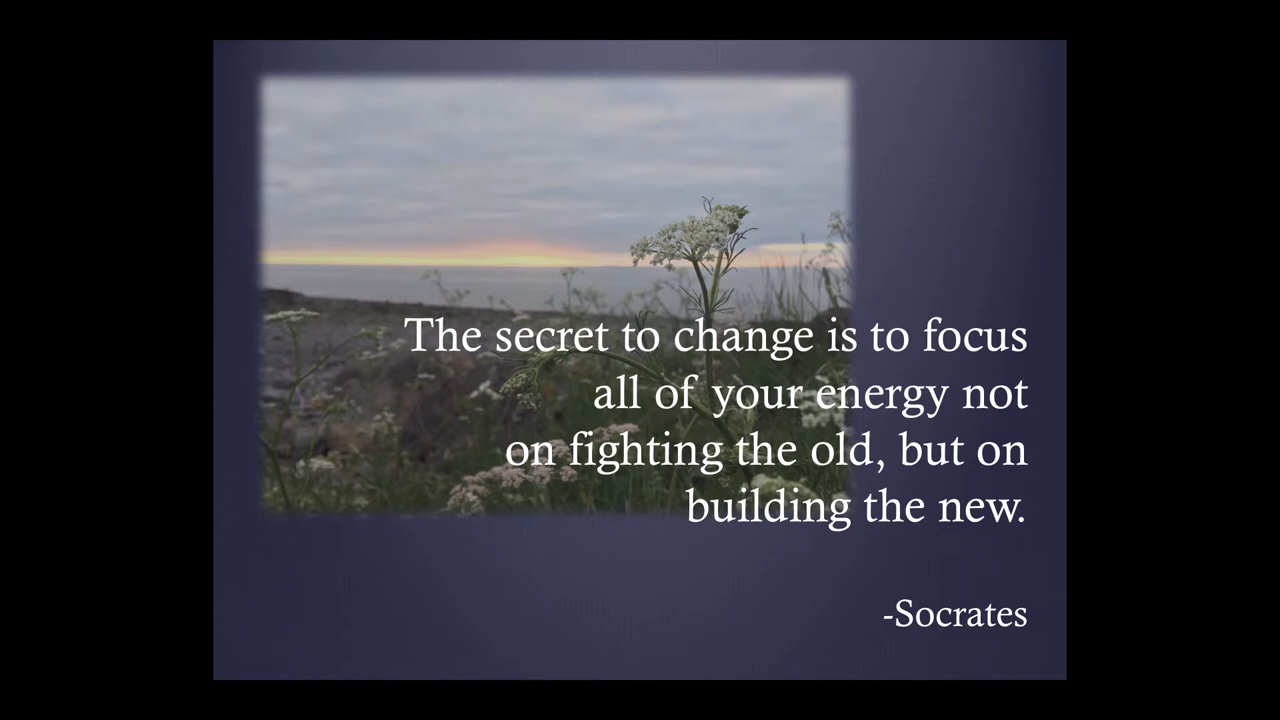 The secret to change is to focus
all of your energy not
on fighting the old, but on
building the new.
-Socrates